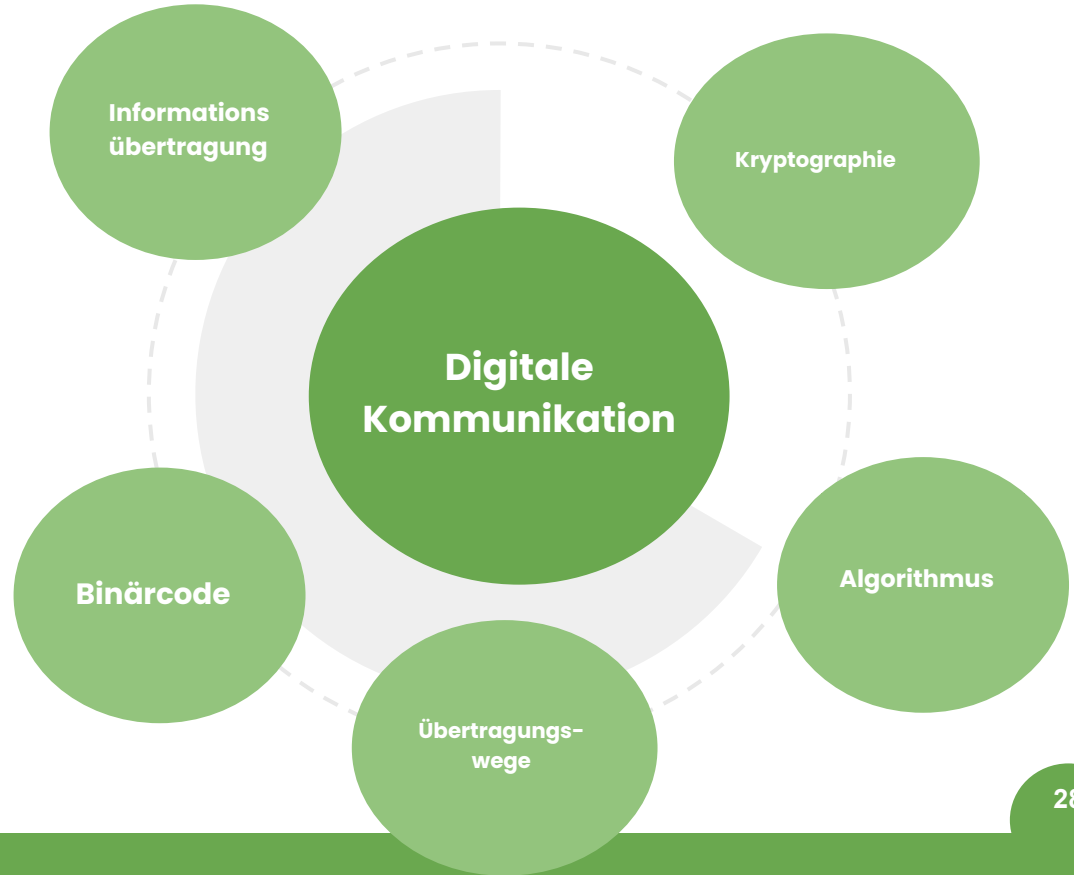 Informations
übertragung
Kryptographie
Digitale
Kommunikation
Binärcode
Algorithmus
Übertragungs-
wege
28